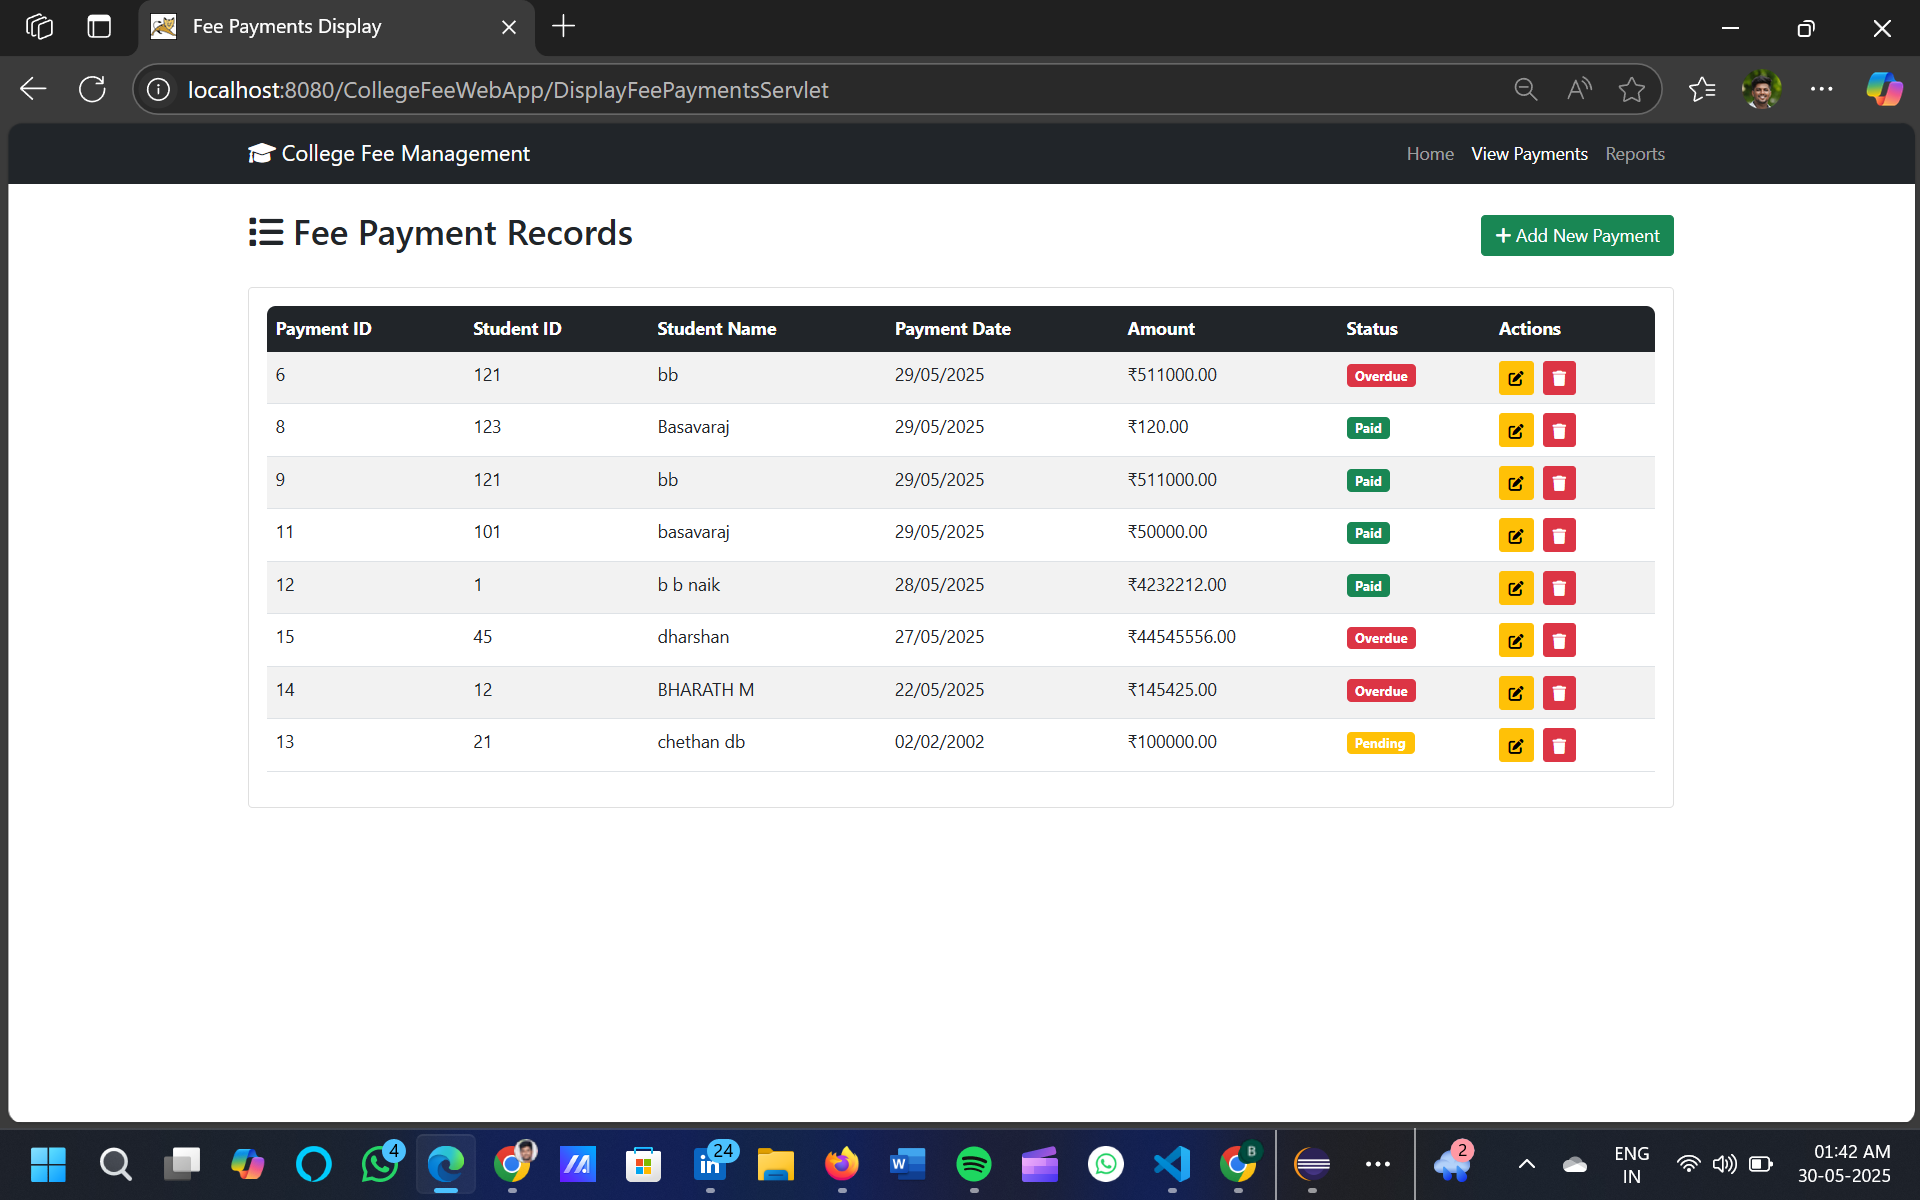 Fee Payments Display
localhost:8080/CollegeFeeWebApp/DisplayFeePaymentsServlet
College Fee Management Home View Payments Reports
Fee Payment Records + Add New Payment
Payment ID Student ID Student Name Payment Date Amount Status Actions
6 121 bb 29/05/2025 ₹511000.00 Overdue
8 123 Basavaraj 29/05/2025 ₹120.00 Paid
9 121 bb 29/05/2025 ₹511000.00 Paid
11 101 basavaraj 29/05/2025 ₹50000.00 Paid
12 1 b b naik 28/05/2025 ₹4232212.00 Paid
15 45 dharshan 27/05/2025 ₹44545556.00 Overdue
14 12 BHARATH M 22/05/2025 ₹145425.00 Overdue
13 21 chethan db 02/02/2002 ₹100000.00 Pending
4 24 B 2
ENG 01:42 AM
IN 30-05-2025